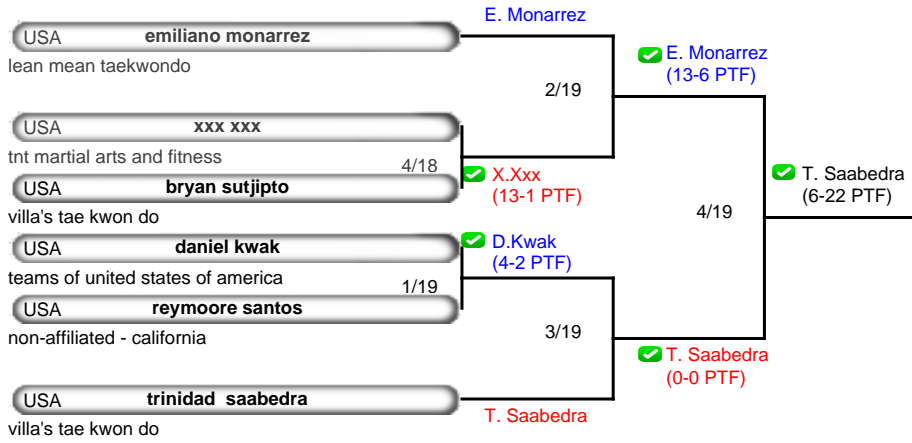 E. Monarrez
USA emiliano monarrez
lean mean taekwondo
E. Monarrez
(13-6 PTF)
2/19
USA xxx xxx
tnt martial arts and fitness
4/18
X.Xxx
(13-1 PTF)
USA bryan sutjipto
villa's tae kwon do
T. Saabedra
(6-22 PTF)
4/19
USA daniel kwak
teams of united states of america
D.Kwak
(4-2 PTF)
1/19
USA reymoore santos
non-affiliated - california
3/19
T. Saabedra
(0-0 PTF)
USA trinidad saabedra
villa's tae kwon do
T. Saabedra